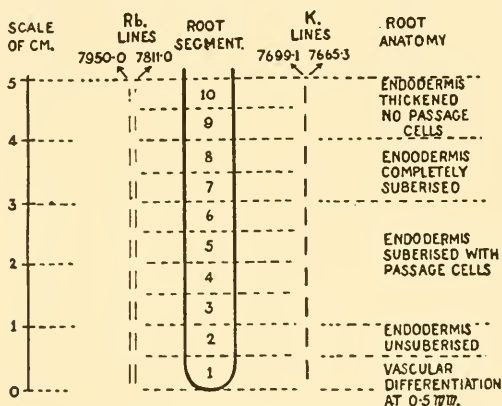 SCALE OF CM.
Rb. LINES
7950·0 7811·0
ROOT SEGMENT.
K. LINES
7699·1 7665·3
ROOT ANATOMY
5
4
3
2
1
0
10
9
8
7
6
5
4
3
2
1
ENDODERMIS
THICKENED
NO PASSAGE
CELLS
ENDODERMIS
COMPLETELY
SUBERISED
ENDODERMIS
SUBERISED WITH
PASSAGE CELLS
ENDODERMIS
UNSUBERISED
VASCULAR
DIFFERENTIATION
AT 0·5 m̅m̅.